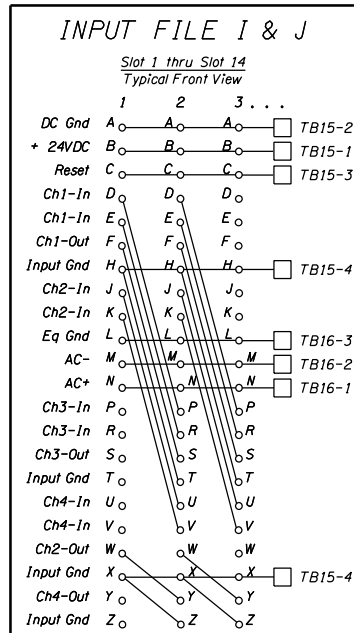 INPUT FILE I & J
Slot 1 thru Slot 14
Typical Front View
1 2 3 . . .
DC Gnd A A A TB15-2
+ 24VDC B B B TB15-1
Reset C C C TB15-3
Ch1-In D D D
Ch1-In E E E
Ch1-Out F F F
Input Gnd H H H TB15-4
Ch2-In J J J
Ch2-In K K K
Eq Gnd L L L TB16-3
AC- M M M TB16-2
AC+ N N N TB16-1
Ch3-In P P P
Ch3-In R R R
Ch3-Out S S S
Input Gnd T T T
Ch4-In U U U
Ch4-In V V V
Ch2-Out W W W
Input Gnd X X X TB15-4
Ch4-Out Y Y Y
Input Gnd Z Z Z